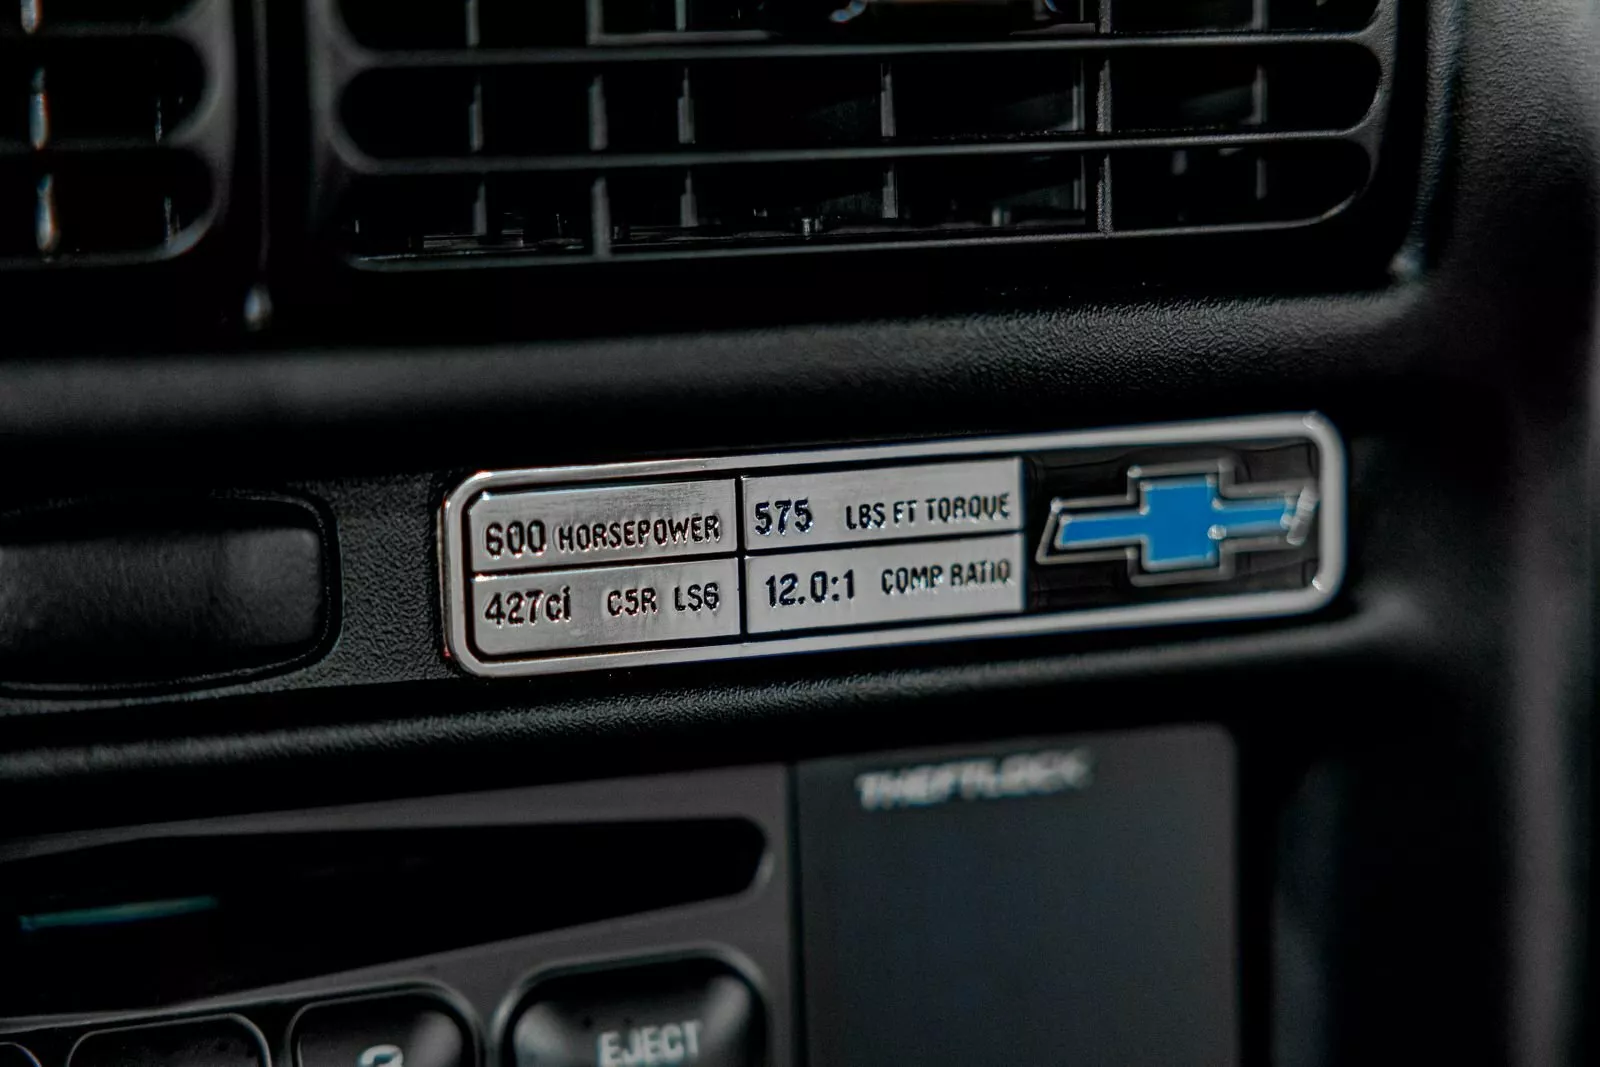 600 HORSEPOWER
575 LBS FT TORQUE
427ci C5R LS6
12.0:1 COMP RATIO
THEFTLOCK
EJECT